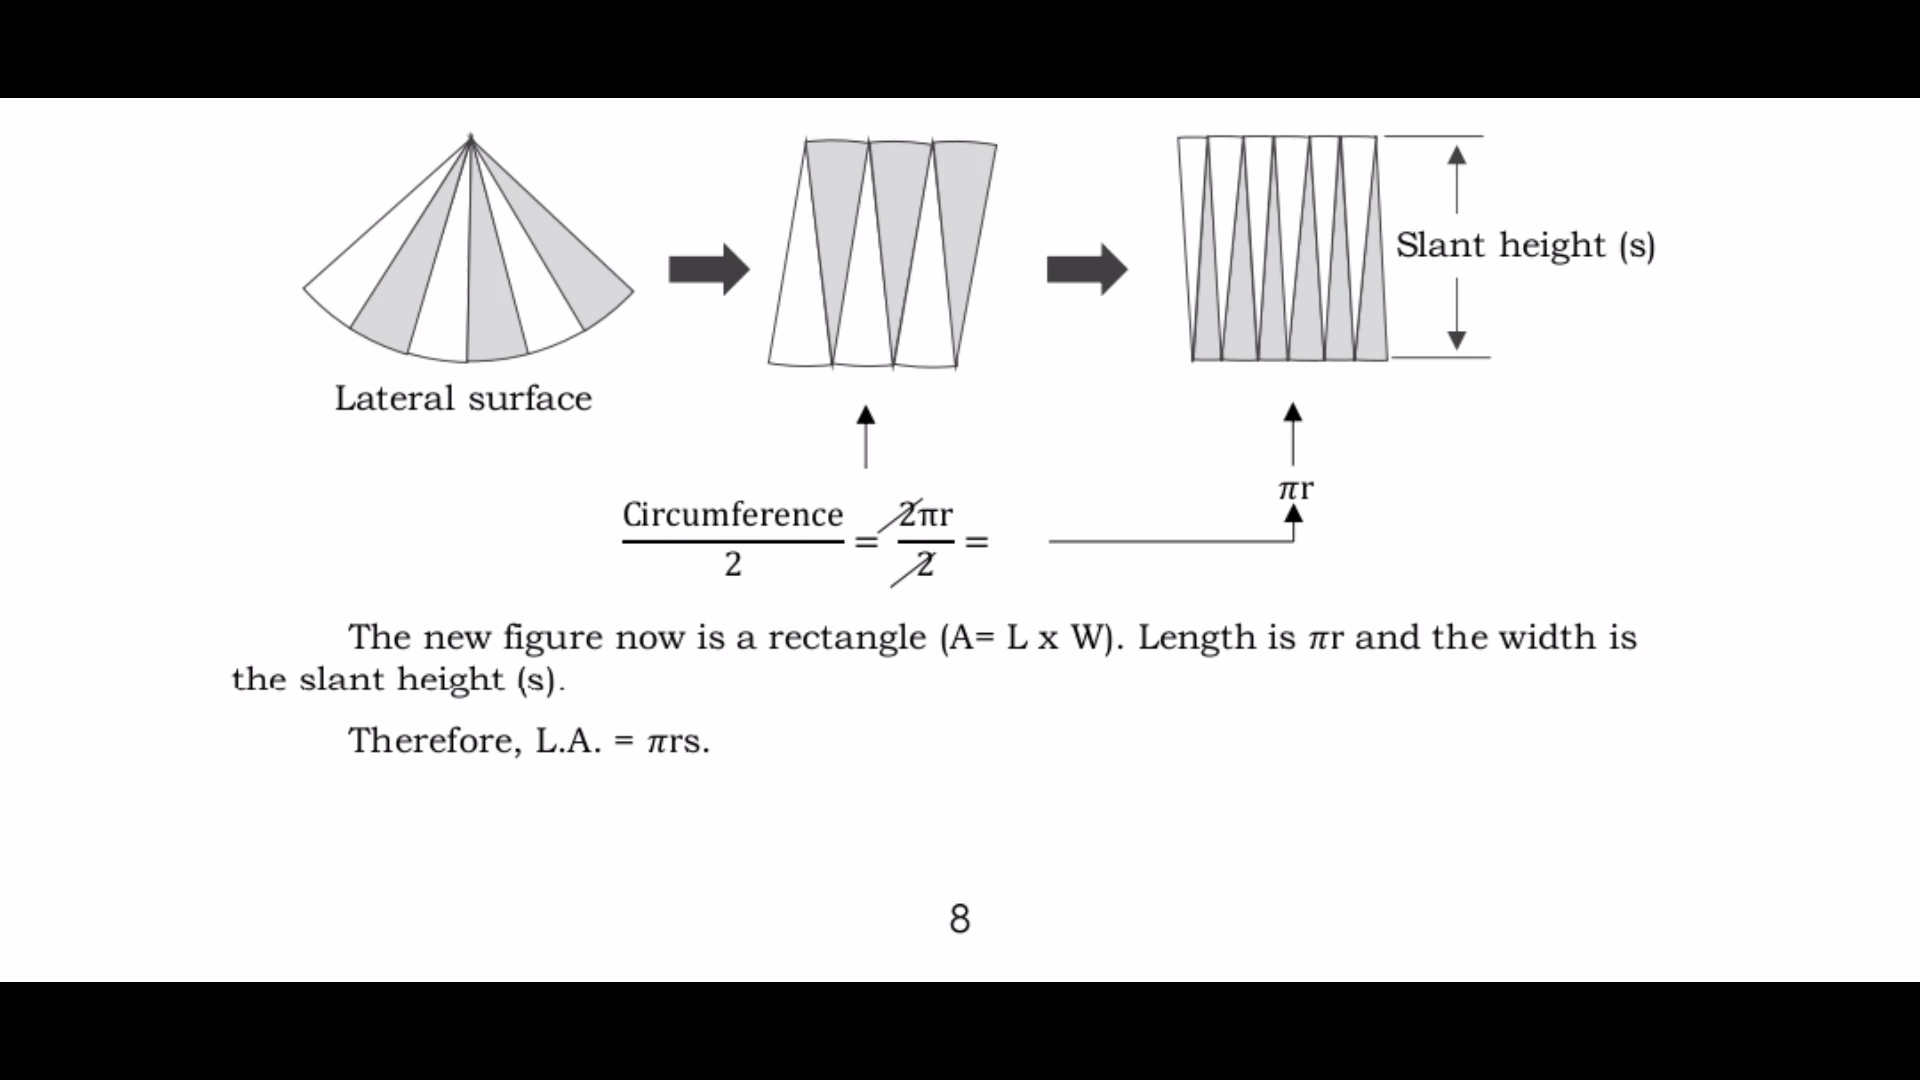 Slant height (s)
Lateral surface
πr
Circumference/2 = 2πr/2 =
The new figure now is a rectangle (A= L x W). Length is πr and the width is
the slant height (s).
Therefore, L.A. = πrs.
8